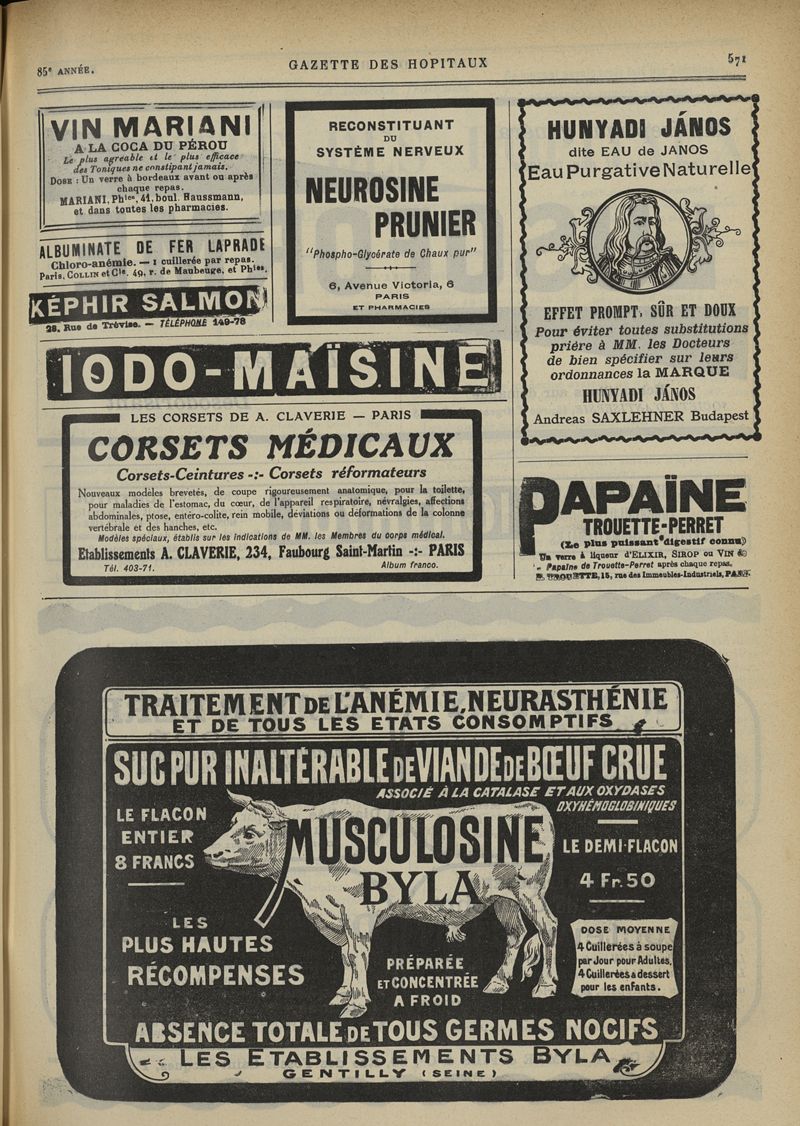 85e ANNÉE.
GAZETTE DES HOPITAUX
571
VIN MARIANI
A LA COCA DU PÉROU
Le plus agreable et le plus efficace
des Toniques ne constipant jamais.
DOSE : Un verre à bordeaux avant ou après
chaque repas.
MARIANI, Phien, 41, boul. Haussmann,
et dans toutes les pharmacies.
ALBUMINATE DE FER LAPRADE
Chloro-anémie. — 1 cuillerée par repas.
Paris, COLLIN et Cie, 49, r. de Maubeuge, et Phies.
KÉPHIR SALMON
28, Rue de Trévise. — TÉLÉPHONE 149-78
RECONSTITUANT
DU
SYSTÈME NERVEUX
NEUROSINE
PRUNIER
"Phospho-Glycérate de Chaux pur"
6, Avenue Victoria, 6
PARIS
ET PHARMACIES
HUNYADI JÁNOS
dite EAU de JANOS
Eau Purgative Naturelle
EFFET PROMPT, SÛR ET DOUX
Pour éviter toutes substitutions
prière à MM. les Docteurs
de bien spécifier sur leurs
ordonnances la MARQUE
HUNYADI JÁNOS
Andreas SAXLEHNER Budapest
IODO-MAÏSINE
LES CORSETS DE A. CLAVERIE — PARIS
CORSETS MÉDICAUX
Corsets-Ceintures -:- Corsets réformateurs
Nouveaux modèles brevetés, de coupe rigoureusement anatomique, pour la toilette,
pour maladies de l'estomac, du cœur, de l'appareil respiratoire, névralgies, affections
abdominales, ptose, entéro-colite, rein mobile, déviations ou déformations de la colonne
vertébrale et des hanches, etc.
Modèles spéciaux, établis sur les indications de MM. les Membres du corps médical.
Etablissements A. CLAVERIE, 234, Faubourg Saint-Martin -:- PARIS
Tél. 403-71.
Album franco.
PAPAÏNE
TROUETTE-PERRET
(Le plus puissant digestif connu)
Un verre à liqueur d'ELIXIR, SIROP ou VIN de
Papaïne de Trouette-Perret après chaque repas.
E. TROUETTE, 15, rue des Immeubles-Industriels, PARIS
TRAITEMENT DE L'ANÉMIE, NEURASTHÉNIE
ET DE TOUS LES ETATS CONSOMPTIFS
SUC PUR INALTÉRABLE DE VIANDE DE BŒUF CRUE
ASSOCIÉ À LA CATALASE ET AUX OXYDASES
OXYHÉMOGLOBINIQUES
LE FLACON
ENTIER
8 FRANCS
MUSCULOSINE
BYLA
LE DEMI-FLACON
4 Fr. 50
LES
PLUS HAUTES
RÉCOMPENSES
PRÉPARÉE
ET CONCENTRÉE
A FROID
DOSE MOYENNE
4 Cuillerées à soupe
par Jour pour Adultes,
4 Cuillerées à dessert
pour les enfants.
ABSENCE TOTALE DE TOUS GERMES NOCIFS
LES ETABLISSEMENTS BYLA
GENTILLY (SEINE)